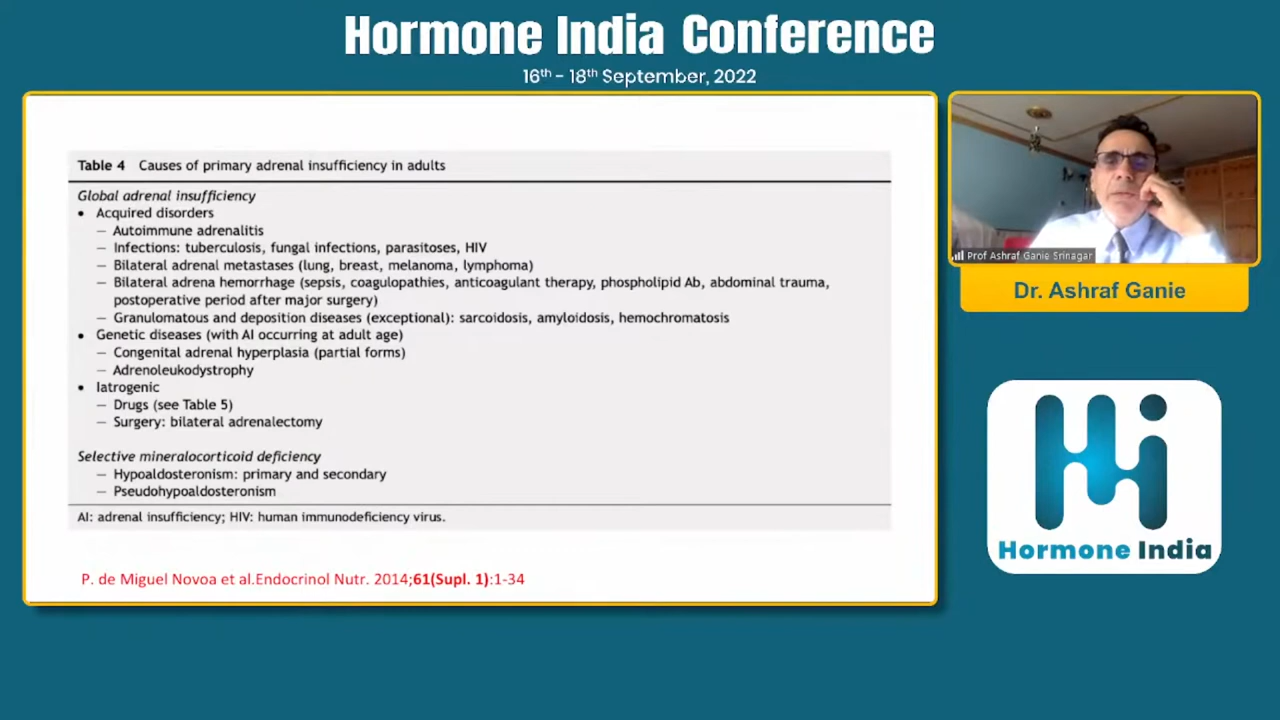 Hormone India Conference
16th - 18th September, 2022
Table 4 Causes of primary adrenal insufficiency in adults
Global adrenal insufficiency
• Acquired disorders
– Autoimmune adrenalitis
– Infections: tuberculosis, fungal infections, parasitoses, HIV
– Bilateral adrenal metastases (lung, breast, melanoma, lymphoma)
– Bilateral adrena hemorrhage (sepsis, coagulopathies, anticoagulant therapy, phospholipid Ab, abdominal trauma,
postoperative period after major surgery)
– Granulomatous and deposition diseases (exceptional): sarcoidosis, amyloidosis, hemochromatosis
• Genetic diseases (with AI occurring at adult age)
– Congenital adrenal hyperplasia (partial forms)
– Adrenoleukodystrophy
• Iatrogenic
– Drugs (see Table 5)
– Surgery: bilateral adrenalectomy
Selective mineralocorticoid deficiency
– Hypoaldosteronism: primary and secondary
– Pseudohypoaldosteronism
AI: adrenal insufficiency; HIV: human immunodeficiency virus.
P. de Miguel Novoa et al.Endocrinol Nutr. 2014;61(Supl. 1):1-34
Prof Ashraf Ganie Srinagar
Dr. Ashraf Ganie
Hi
Hormone India